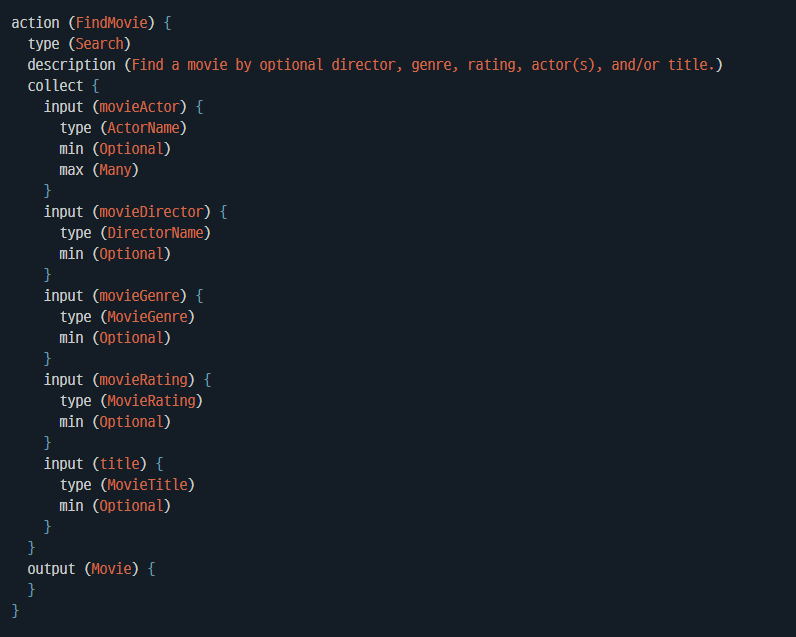 action (FindMovie) {
type (Search)
description (Find a movie by optional director, genre, rating, actor(s), and/or title.)
collect {
input (movieActor) {
type (ActorName)
min (Optional)
max (Many)
}
input (movieDirector) {
type (DirectorName)
min (Optional)
}
input (movieGenre) {
type (MovieGenre)
min (Optional)
}
input (movieRating) {
type (MovieRating)
min (Optional)
}
input (title) {
type (MovieTitle)
min (Optional)
}
}
output (Movie) {
}
}